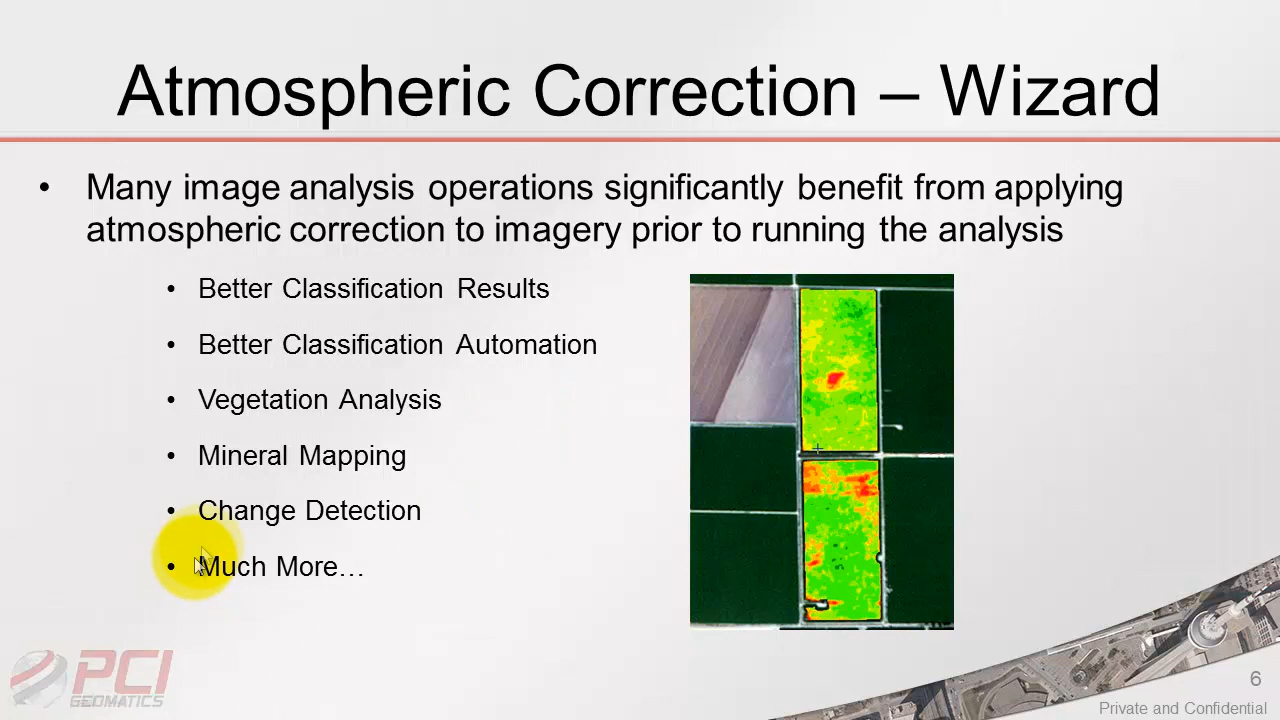 Atmospheric Correction – Wizard
• Many image analysis operations significantly benefit from applying
atmospheric correction to imagery prior to running the analysis
• Better Classification Results
• Better Classification Automation
• Vegetation Analysis
• Mineral Mapping
• Change Detection
• Much More…
PCI
GEOMATICS
6
Private and Confidential